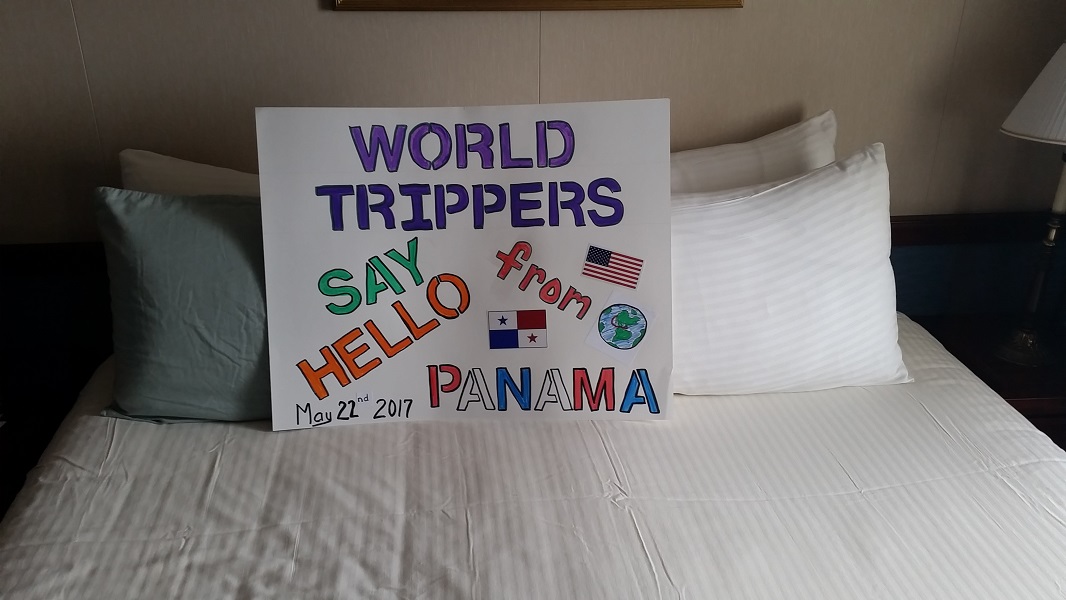 WORLD
TRIPPERS
SAY
HELLO
from
PANAMA
May 22nd 2017